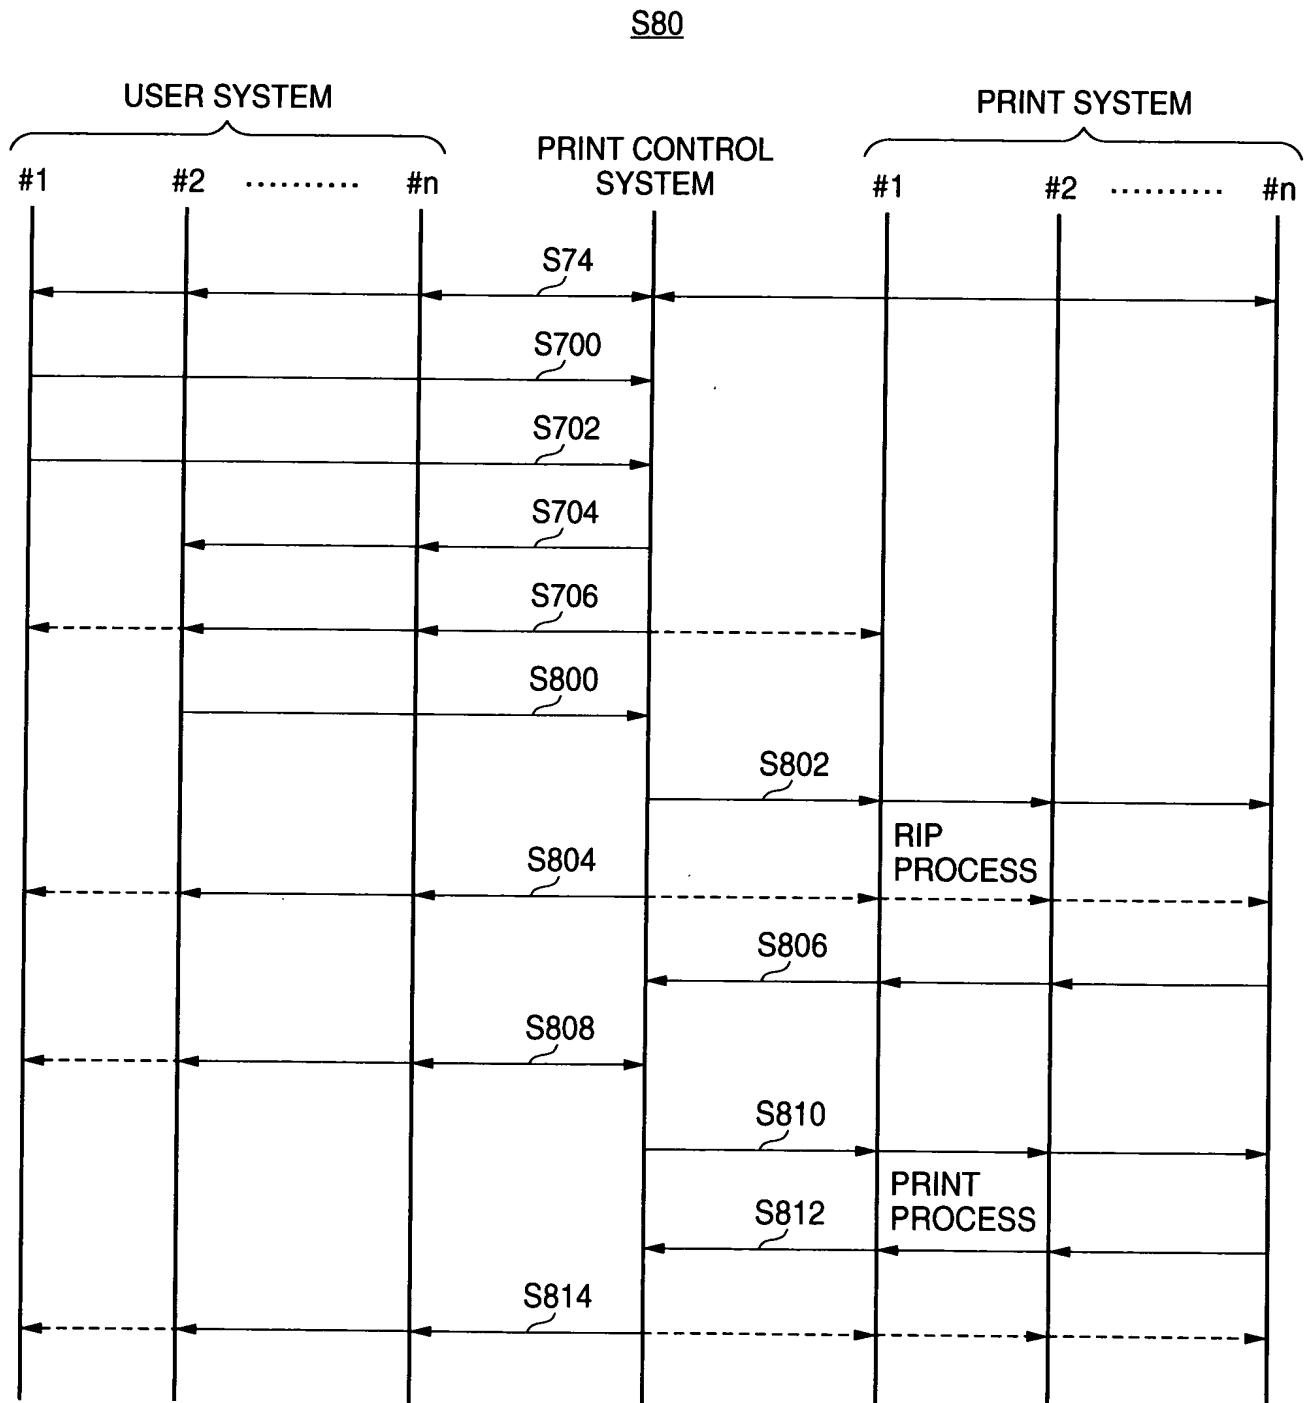 S80
USER SYSTEM
PRINT SYSTEM
PRINT CONTROL
SYSTEM
#1 #2 .......... #n
#1 #2 .......... #n
S74
S700
S702
S704
S706
S800
S802
RIP
PROCESS
S804
S806
S808
S810
PRINT
PROCESS
S812
S814